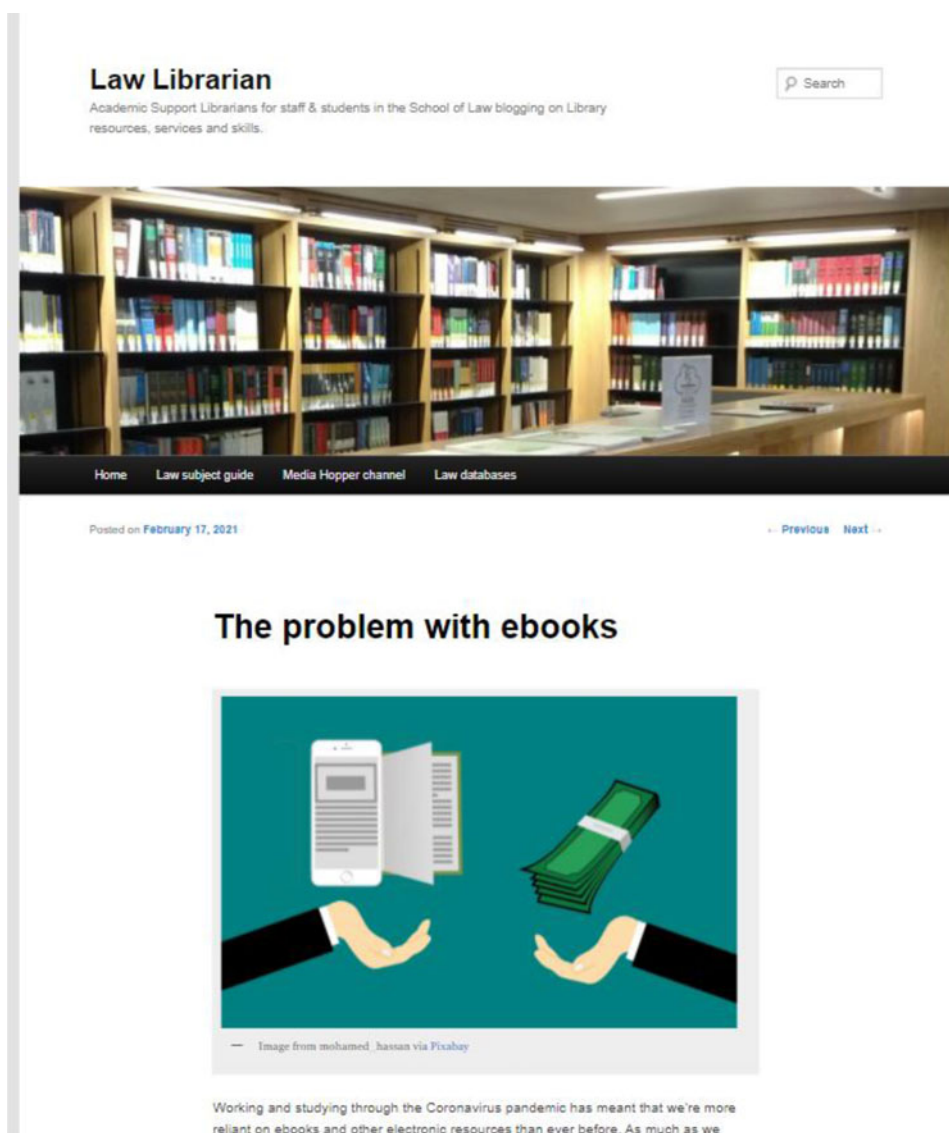 Law Librarian
Search
Academic Support Librarians for staff & students in the School of Law blogging on Library
resources, services and skills.
Home Law subject guide Media Hopper channel Law databases
Posted on February 17, 2021
← Previous Next →
The problem with ebooks
— Image from mohamed_hassan via Pixabay
Working and studying through the Coronavirus pandemic has meant that we're more
reliant on ebooks and other electronic resources than ever before. As much as we